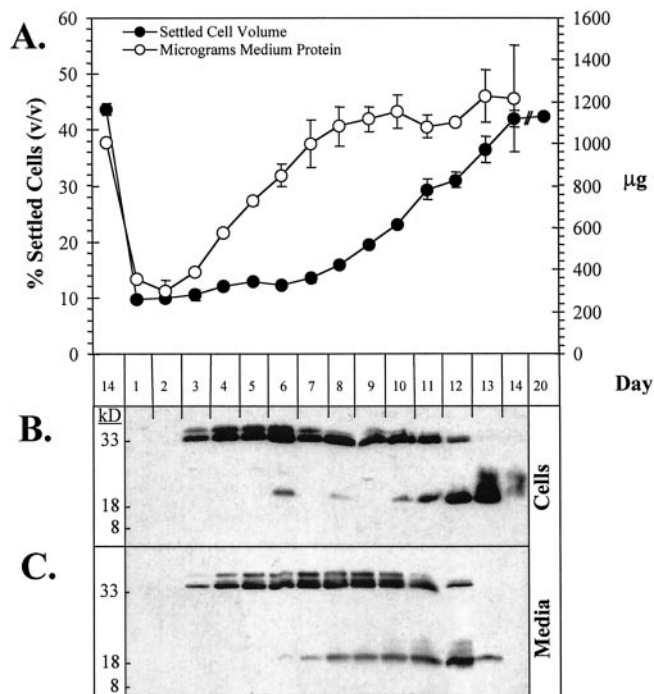 A.
Settled Cell Volume
Micrograms Medium Protein
% Settled Cells (v/v)
60
50
40
30
20
10
0
1600
1400
1200
1000
800
600
400
200
0
µg
14 1 2 3 4 5 6 7 8 9 10 11 12 13 14 20 Day
B.
kD
33
18
8
Cells
C.
33
18
8
Media